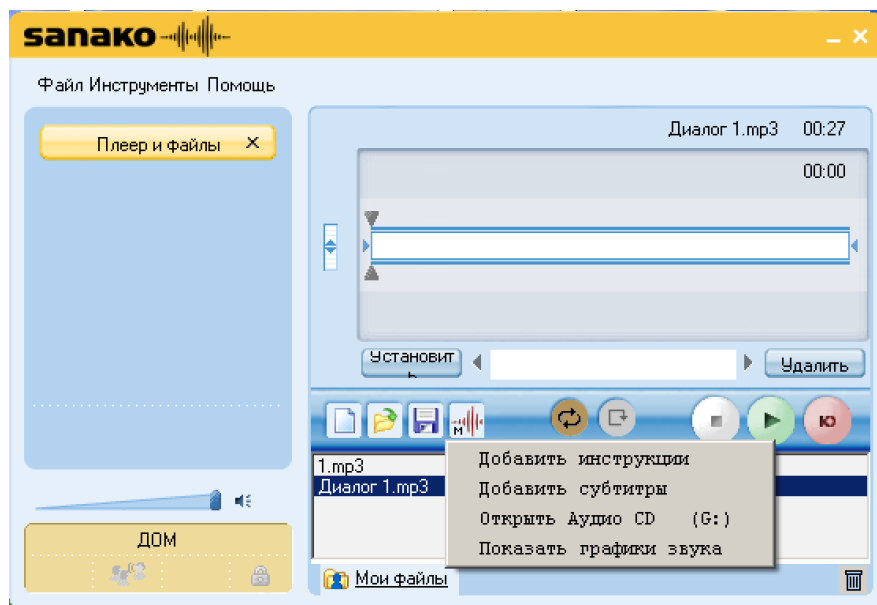 sanako
Файл Инструменты Помощь
Плеер и файлы X
Диалог 1.mp3 00:27
00:00
Установит
ь
Удалить
M
Ю
1.mp3
Диалог 1.mp3
Добавить инструкции
Добавить субтитры
Открыть Аудио CD (G:)
Показать графики звука
ДОМ
Мои файлы